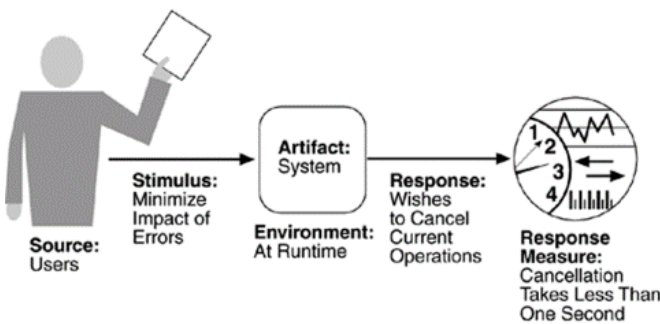 Source:
Users
Stimulus:
Minimize
Impact of
Errors
Artifact:
System
Environment:
At Runtime
Response:
Wishes
to Cancel
Current
Operations
1
2
3
4
Response
Measure:
Cancellation
Takes Less Than
One Second